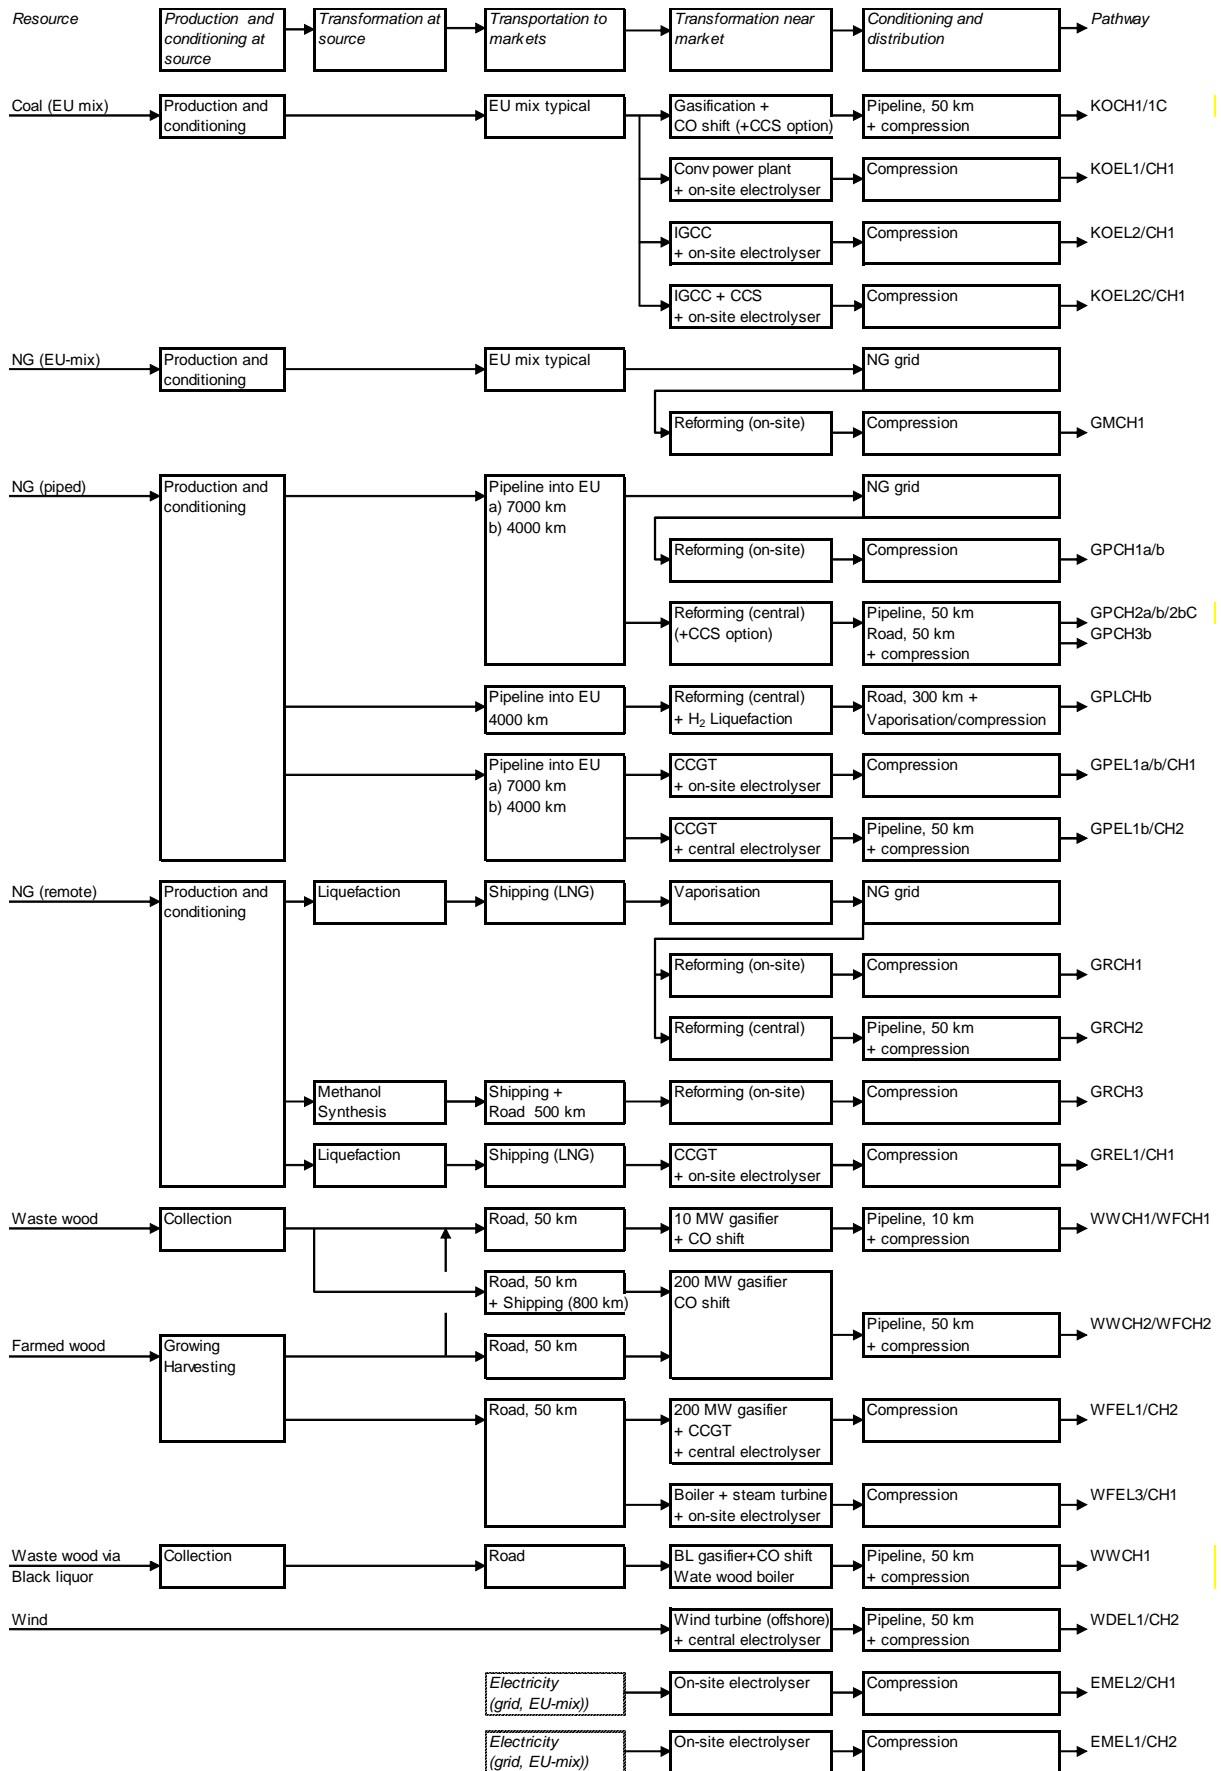 Resource
Production and
conditioning at
source
Transformation at
source
Transportation to
markets
Transformation near
market
Conditioning and
distribution
Pathway
Coal (EU mix)
Production and
conditioning
EU mix typical
Gasification +
CO shift (+CCS option)
Pipeline, 50 km
+ compression
KOCH1/1C
Conv power plant
+ on-site electrolyser
Compression
KOEL1/CH1
IGCC
+ on-site electrolyser
Compression
KOEL2/CH1
IGCC + CCS
+ on-site electrolyser
Compression
KOEL2C/CH1
NG (EU-mix)
Production and
conditioning
EU mix typical
NG grid
Reforming (on-site)
Compression
GMCH1
NG (piped)
Production and
conditioning
Pipeline into EU
a) 7000 km
b) 4000 km
NG grid
Reforming (on-site)
Compression
GPCH1a/b
Reforming (central)
(+CCS option)
Pipeline, 50 km
Road, 50 km
+ compression
GPCH2a/b/2bC
GPCH3b
Pipeline into EU
4000 km
Reforming (central)
+ H₂ Liquefaction
Road, 300 km +
Vaporisation/compression
GPLCHb
Pipeline into EU
a) 7000 km
b) 4000 km
CCGT
+ on-site electrolyser
Compression
GPEL1a/b/CH1
CCGT
+ central electrolyser
Pipeline, 50 km
+ compression
GPEL1b/CH2
NG (remote)
Production and
conditioning
Liquefaction
Shipping (LNG)
Vaporisation
NG grid
Reforming (on-site)
Compression
GRCH1
Reforming (central)
Pipeline, 50 km
+ compression
GRCH2
Methanol
Synthesis
Shipping +
Road 500 km
Reforming (on-site)
Compression
GRCH3
Liquefaction
Shipping (LNG)
CCGT
+ on-site electrolyser
Compression
GREL1/CH1
Waste wood
Collection
Road, 50 km
10 MW gasifier
+ CO shift
Pipeline, 10 km
+ compression
WWCH1/WFCH1
Road, 50 km
+ Shipping (800 km)
200 MW gasifier
CO shift
Pipeline, 50 km
+ compression
WWCH2/WFCH2
Farmed wood
Growing
Harvesting
Road, 50 km
Road, 50 km
200 MW gasifier
+ CCGT
+ central electrolyser
Compression
WFEL1/CH2
Boiler + steam turbine
+ on-site electrolyser
Compression
WFEL3/CH1
Waste wood via
Black liquor
Collection
Road
BL gasifier+CO shift
Wate wood boiler
Pipeline, 50 km
+ compression
WWCH1
Wind
Wind turbine (offshore)
+ central electrolyser
Pipeline, 50 km
+ compression
WDEL1/CH2
Electricity
(grid, EU-mix))
On-site electrolyser
Compression
EMEL2/CH1
Electricity
(grid, EU-mix))
On-site electrolyser
Compression
EMEL1/CH2